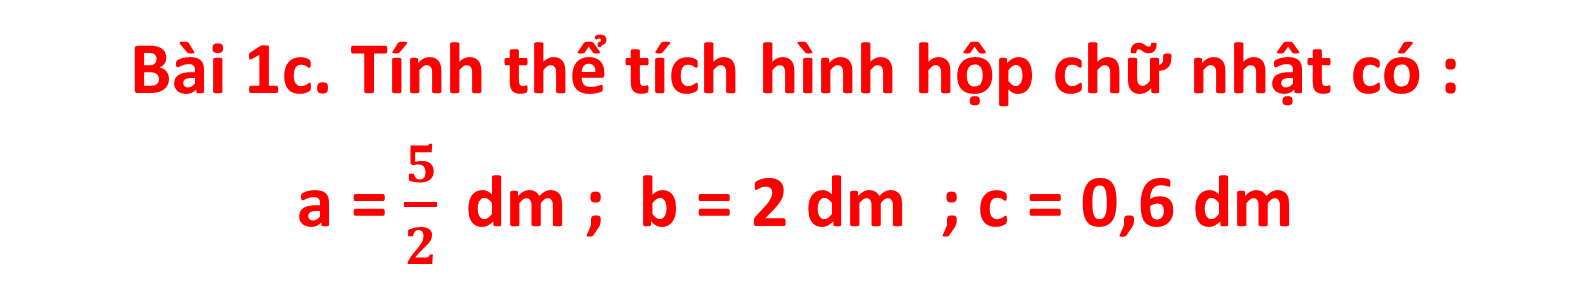 Bài 1c. Tính thể tích hình hộp chữ nhật có :
a = 5/2 dm ; b = 2 dm ; c = 0,6 dm